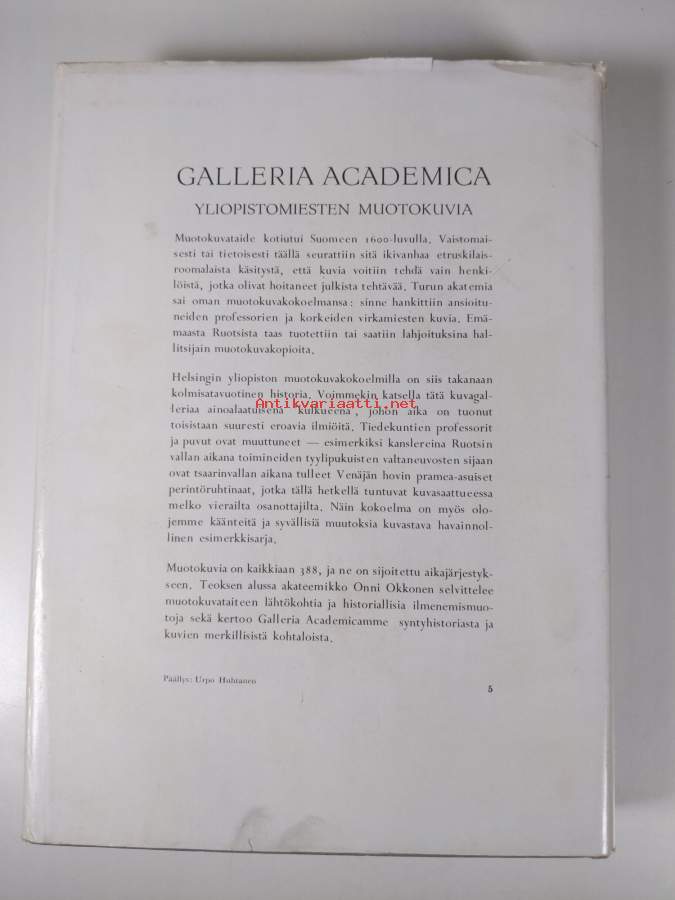 GALLERIA ACADEMICA
YLIOPISTOMIESTEN MUOTOKUVIA
Muotokuvataide kotiutui Suomeen 1600-luvulla. Vaistomai-
sesti tai tietoisesti täällä seurattiin sitä ikivanhaa etruskilais-
roomalaista käsitystä, että kuvia voitiin tehdä vain henki-
löistä, jotka olivat hoitaneet julkista tehtävää. Turun akatemia
sai oman muotokuvakokoelmansa: sinne hankittiin ansioitu-
neiden professorien ja korkeiden virkamiesten kuvia. Emä-
maasta Ruotsista taas tuotettiin tai saatiin lahjoituksina hal-
litsijain muotokuvakopioita.
Helsingin yliopiston muotokuvakokoelmilla on siis takanaan
kolmisatavuotinen historia. Voimmekin katsella tätä kuvagal-
Antikvariaatti.net
leriaa ainoalaatuisena kulkueena, johon aika on tuonut
toisistaan suuresti eroavia ilmiöitä. Tiedekuntien professorit
ja puvut ovat muuttuneet — esimerkiksi kanslereina Ruotsin
vallan aikana toimineiden tyylipukuisten valtaneuvosten sijaan
ovat tsaarinvallan aikana tulleet Venäjän hovin pramea-asuiset
perintöruhtinaat, jotka tällä hetkellä tuntuvat kuvasaattueessa
melko vierailta osanottajilta. Näin kokoelma on myös olo-
jemme käänteitä ja syvällisiä muutoksia kuvastava havainnol-
linen esimerkkisarja.
Muotokuvia on kaikkiaan 388, ja ne on sijoitettu aikajärjestyk-
seen. Teoksen alussa akateemikko Onni Okkonen selvittelee
muotokuvataiteen lähtökohtia ja historiallisia ilmenemismuo-
toja sekä kertoo Galleria Academicamme syntyhistoriasta ja
kuvien merkillisistä kohtaloista.
Päällys: Urpo Huhtanen
5